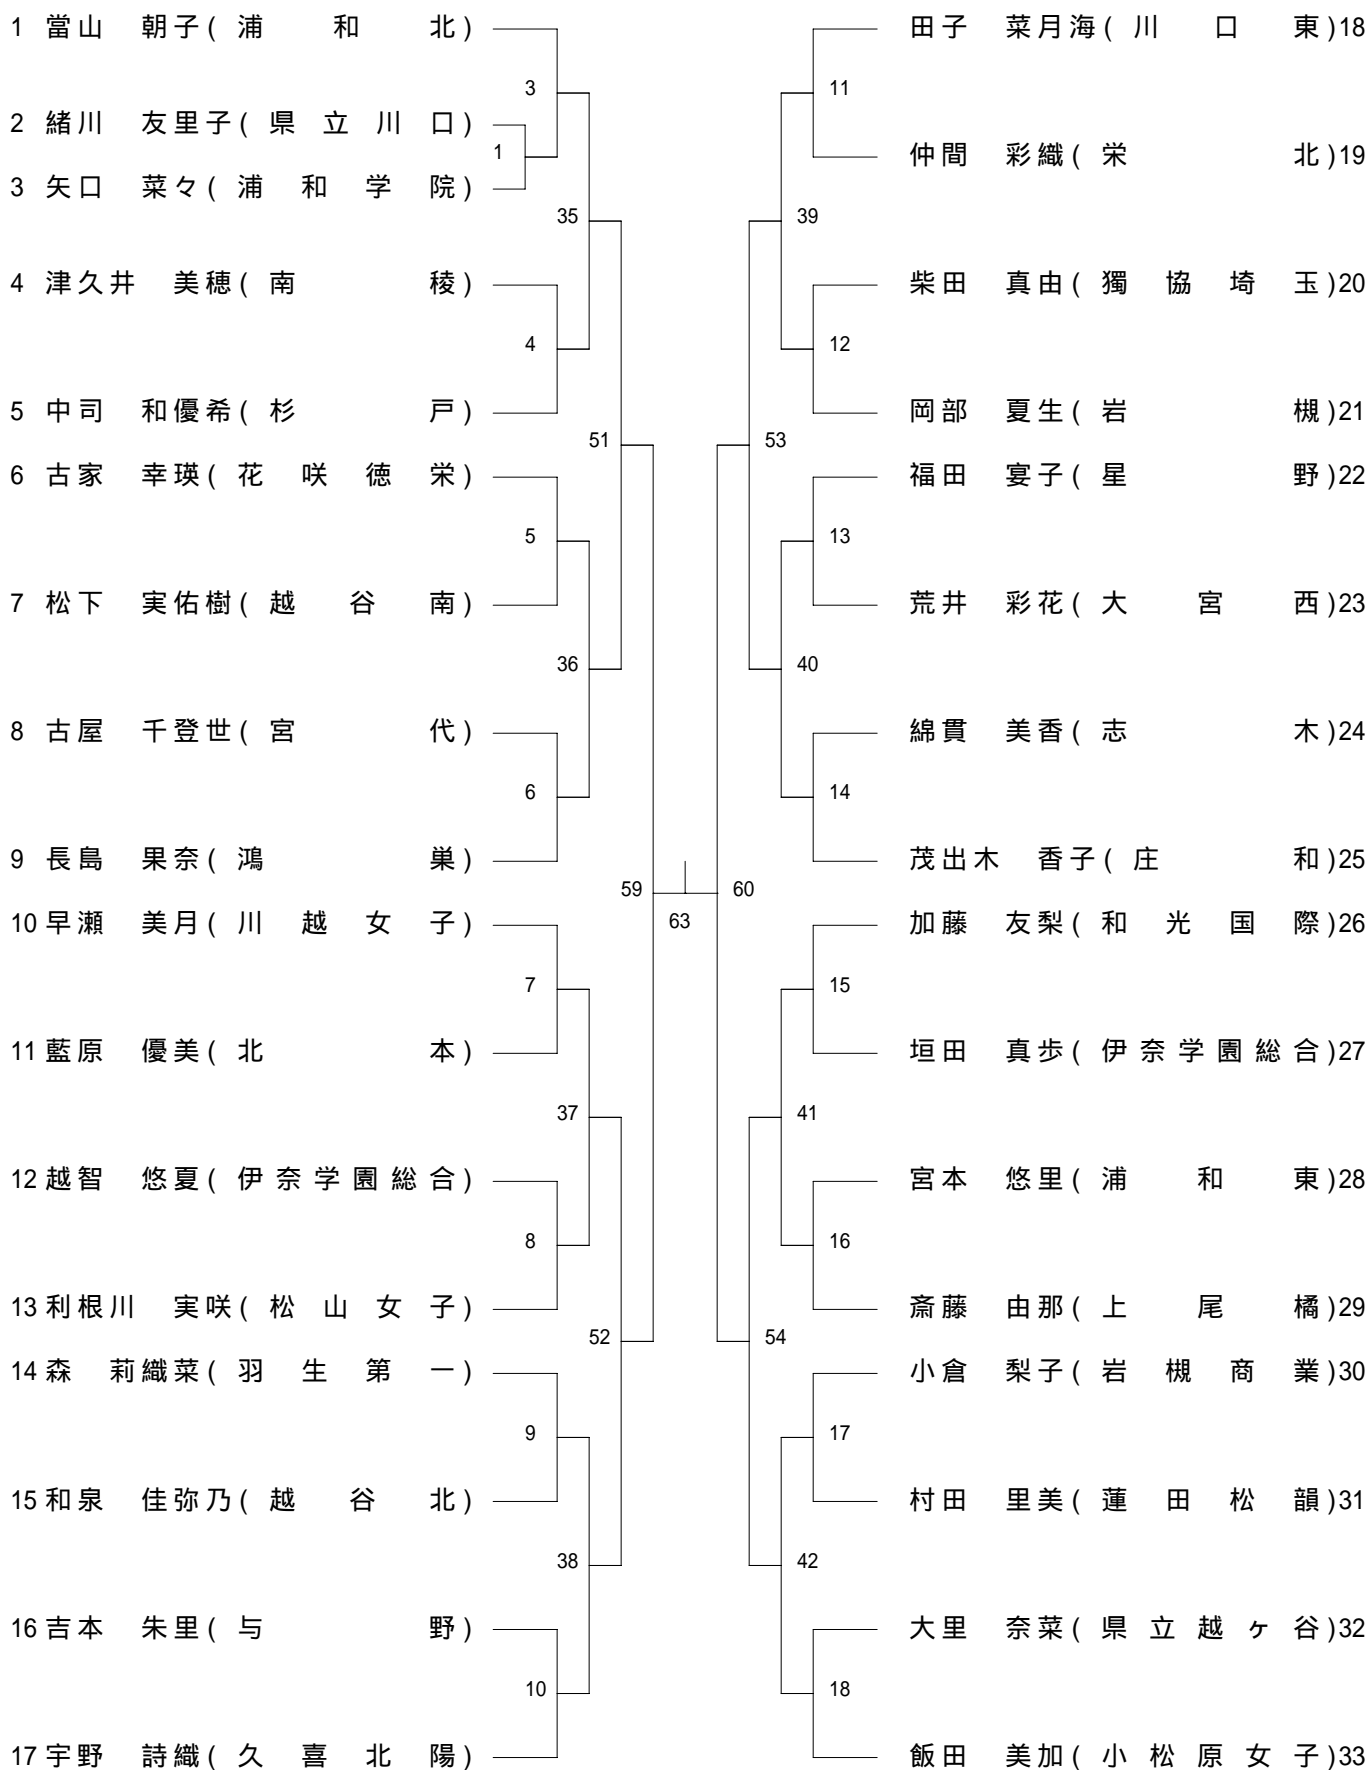 1 當山 朝子(浦和北)
2 緒川 友里子(県立川口)
3 矢口 菜々(浦和学院)
4 津久井 美穂(南稜)
5 中司 和優希(杉戸)
6 古家 幸瑛(花咲徳栄)
7 松下 実佑樹(越谷南)
8 古屋 千登世(宮代)
9 長島 果奈(鴻巣)
10 早瀬 美月(川越女子)
11 藍原 優美(北本)
12 越智 悠夏(伊奈学園総合)
13 利根川 実咲(松山女子)
14 森 莉織菜(羽生第一)
15 和泉 佳弥乃(越谷北)
16 吉本 朱里(与野)
17 宇野 詩織(久喜北陽)
3
1
35
4
51
5
36
6
59
7
37
8
52
9
38
10
63
田子 菜月海(川口東)18
仲間 彩織(栄北)19
柴田 真由(獨協埼玉)20
岡部 夏生(岩槻)21
福田 宴子(星野)22
荒井 彩花(大宮西)23
綿貫 美香(志木)24
茂出木 香子(庄和)25
加藤 友梨(和光国際)26
垣田 真歩(伊奈学園総合)27
宮本 悠里(浦和東)28
斎藤 由那(上尾橘)29
小倉 梨子(岩槻商業)30
村田 里美(蓮田松韻)31
大里 奈菜(県立越ヶ谷)32
飯田 美加(小松原女子)33
11
39
12
53
13
40
14
60
15
41
16
54
17
42
18